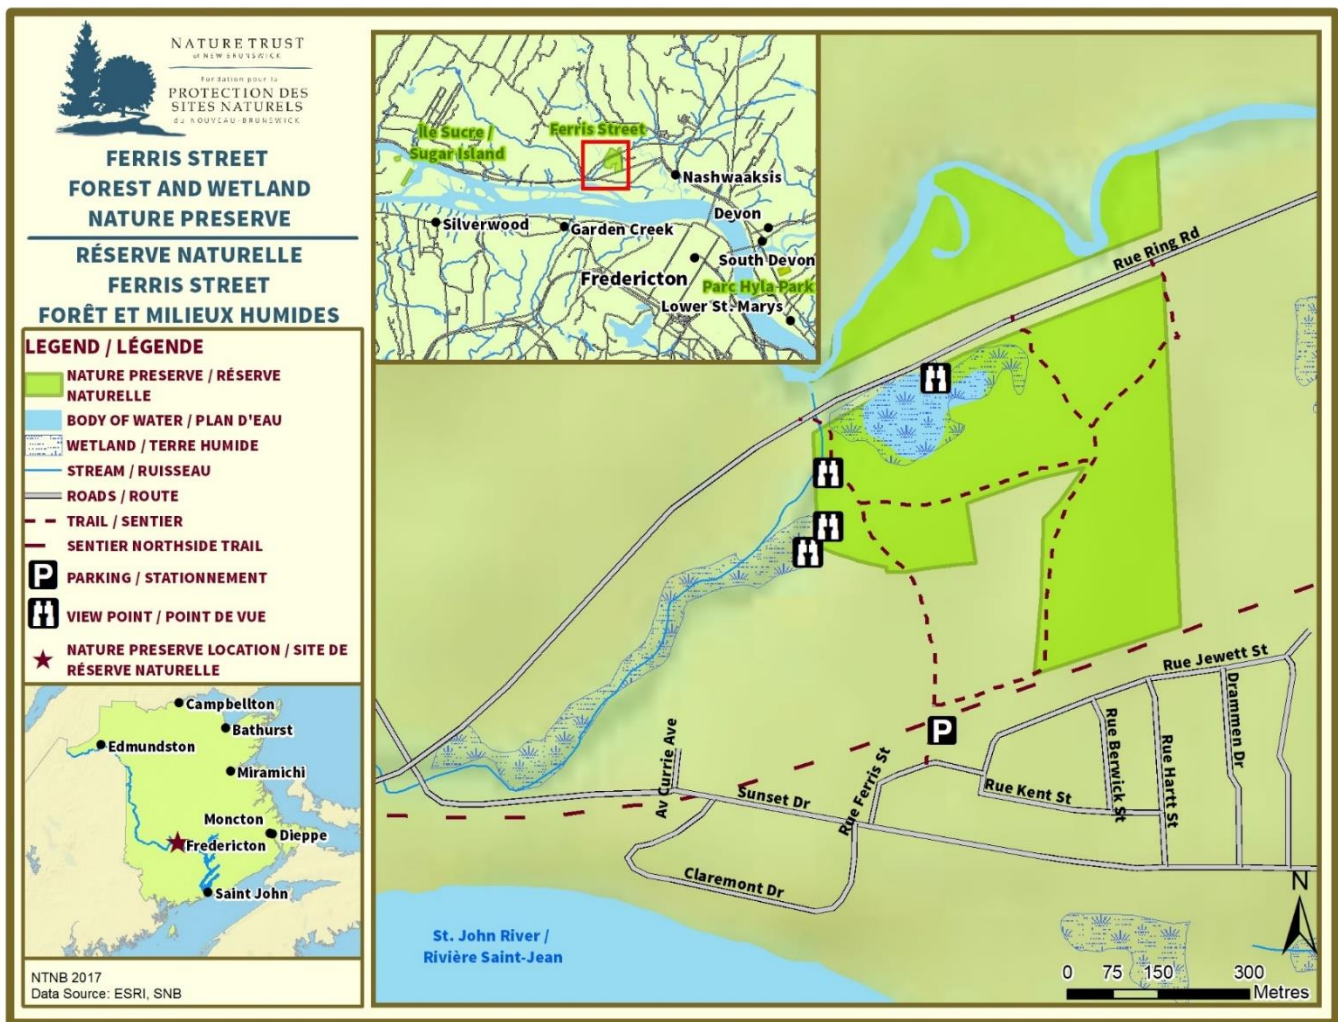 NATURE TRUST
OF NEW BRUNSWICK
Fondation pour la
PROTECTION DES
SITES NATURELS
du NOUVEAU-BRUNSWICK
FERRIS STREET
FOREST AND WETLAND
NATURE PRESERVE
RÉSERVE NATURELLE
FERRIS STREET
FORÊT ET MILIEUX HUMIDES
LEGEND / LÉGENDE
NATURE PRESERVE / RÉSERVE
NATURELLE
BODY OF WATER / PLAN D'EAU
WETLAND / TERRE HUMIDE
STREAM / RUISSEAU
ROADS / ROUTE
TRAIL / SENTIER
SENTIER NORTHSIDE TRAIL
P PARKING / STATIONNEMENT
VIEW POINT / POINT DE VUE
NATURE PRESERVE LOCATION / SITE DE
RÉSERVE NATURELLE
Campbellton
Bathurst
Edmundston
Miramichi
Moncton
Dieppe
Fredericton
Saint John
NTNB 2017
Data Source: ESRI, SNB
Île Sucre /
Sugar Island
Ferris Street
Nashwaaksis
Devon
Silverwood
Garden Creek
South Devon
Fredericton
Parc Hyla Park
Lower St. Marys
Rue Ring Rd
Rue Jewett St
Drammen Dr
P
Av Currie Ave
Rue Ferris St
Rue Berwick St
Rue Hartt St
Sunset Dr
Rue Kent St
Claremont Dr
N
St. John River /
Rivière Saint-Jean
0 75 150 300
Metres